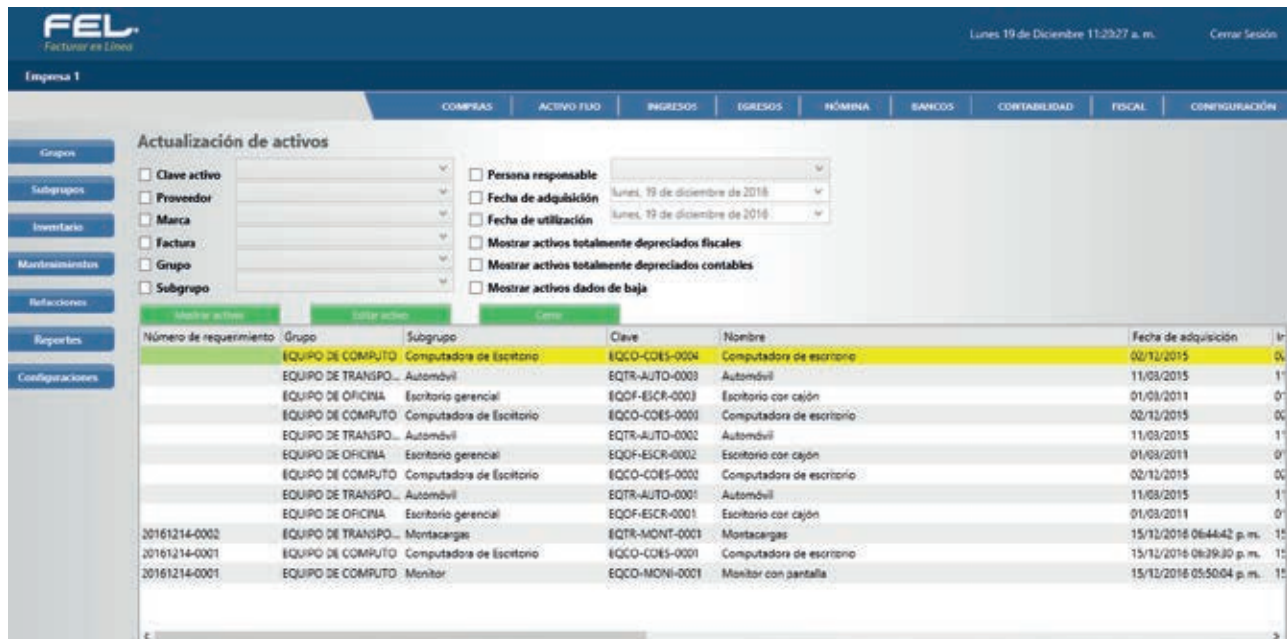 FEL.
Facturar en Línea
Lunes 19 de Diciembre 11:23:27 a. m.
Cerrar Sesión
Empresa 1
COMPRAS ACTIVO FIJO INGRESOS EGRESOS NÓMINA BANCOS CONTABILIDAD FISCAL CONFIGURACIÓN
Grupos
Subgrupos
Inventario
Mantenimientos
Refacciones
Reportes
Configuraciones
Actualización de activos
Clave activo
Proveedor
Marca
Factura
Grupo
Subgrupo
Persona responsable
Fecha de adquisición lunes, 19 de diciembre de 2016
Fecha de utilización lunes, 19 de diciembre de 2016
Mostrar activos totalmente depreciados fiscales
Mostrar activos totalmente depreciados contables
Mostrar activos dados de baja
Mostrar activos Editar activo Cerrar
Número de requerimiento Grupo Subgrupo Clave Nombre Fecha de adquisición
EQUIPO DE COMPUTO Computadora de Escritorio EQCO-COES-0004 Computadora de escritorio 02/12/2015
EQUIPO DE TRANSPO... Automóvil EQTR-AUTO-0003 Automóvil 11/03/2015
EQUIPO DE OFICINA Escritorio gerencial EQOF-ESCR-0003 Escritorio con cajón 01/03/2011
EQUIPO DE COMPUTO Computadora de Escritorio EQCO-COES-0003 Computadora de escritorio 02/12/2015
EQUIPO DE TRANSPO... Automóvil EQTR-AUTO-0002 Automóvil 11/03/2015
EQUIPO DE OFICINA Escritorio gerencial EQOF-ESCR-0002 Escritorio con cajón 01/03/2011
EQUIPO DE COMPUTO Computadora de Escritorio EQCO-COES-0002 Computadora de escritorio 02/12/2015
EQUIPO DE TRANSPO... Automóvil EQTR-AUTO-0001 Automóvil 11/03/2015
EQUIPO DE OFICINA Escritorio gerencial EQOF-ESCR-0001 Escritorio con cajón 01/03/2011
20161214-0002 EQUIPO DE TRANSPO... Montacargas EQTR-MONT-0001 Montacargas 15/12/2016 06:44:42 p. m.
20161214-0001 EQUIPO DE COMPUTO Computadora de Escritorio EQCO-COES-0001 Computadora de escritorio 15/12/2016 06:39:30 p. m.
20161214-0001 EQUIPO DE COMPUTO Monitor EQCO-MONI-0001 Monitor con pantalla 15/12/2016 05:50:04 p. m.